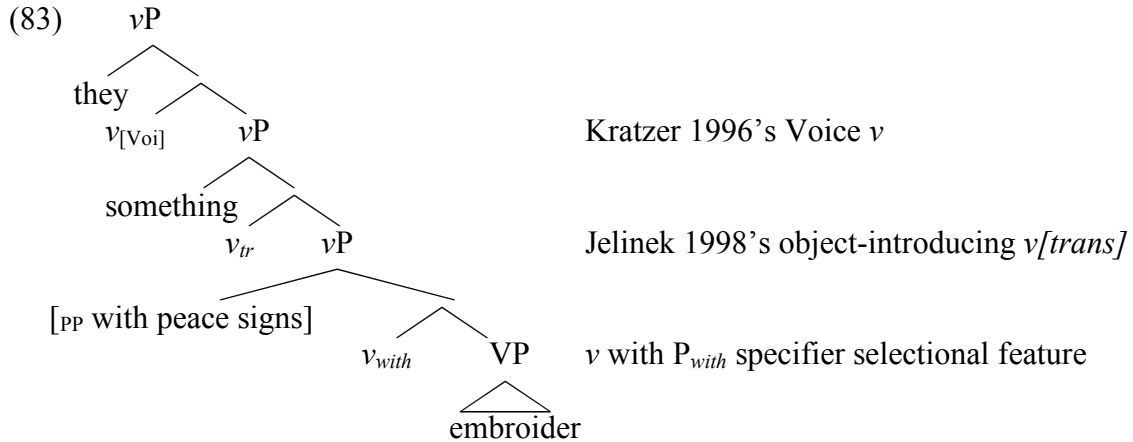 (83) vP
they
v[Voi] vP Kratzer 1996’s Voice v
something
vtr vP Jelinek 1998’s object-introducing v[trans]
[PP with peace signs]
vwith VP v with Pwith specifier selectional feature
embroider